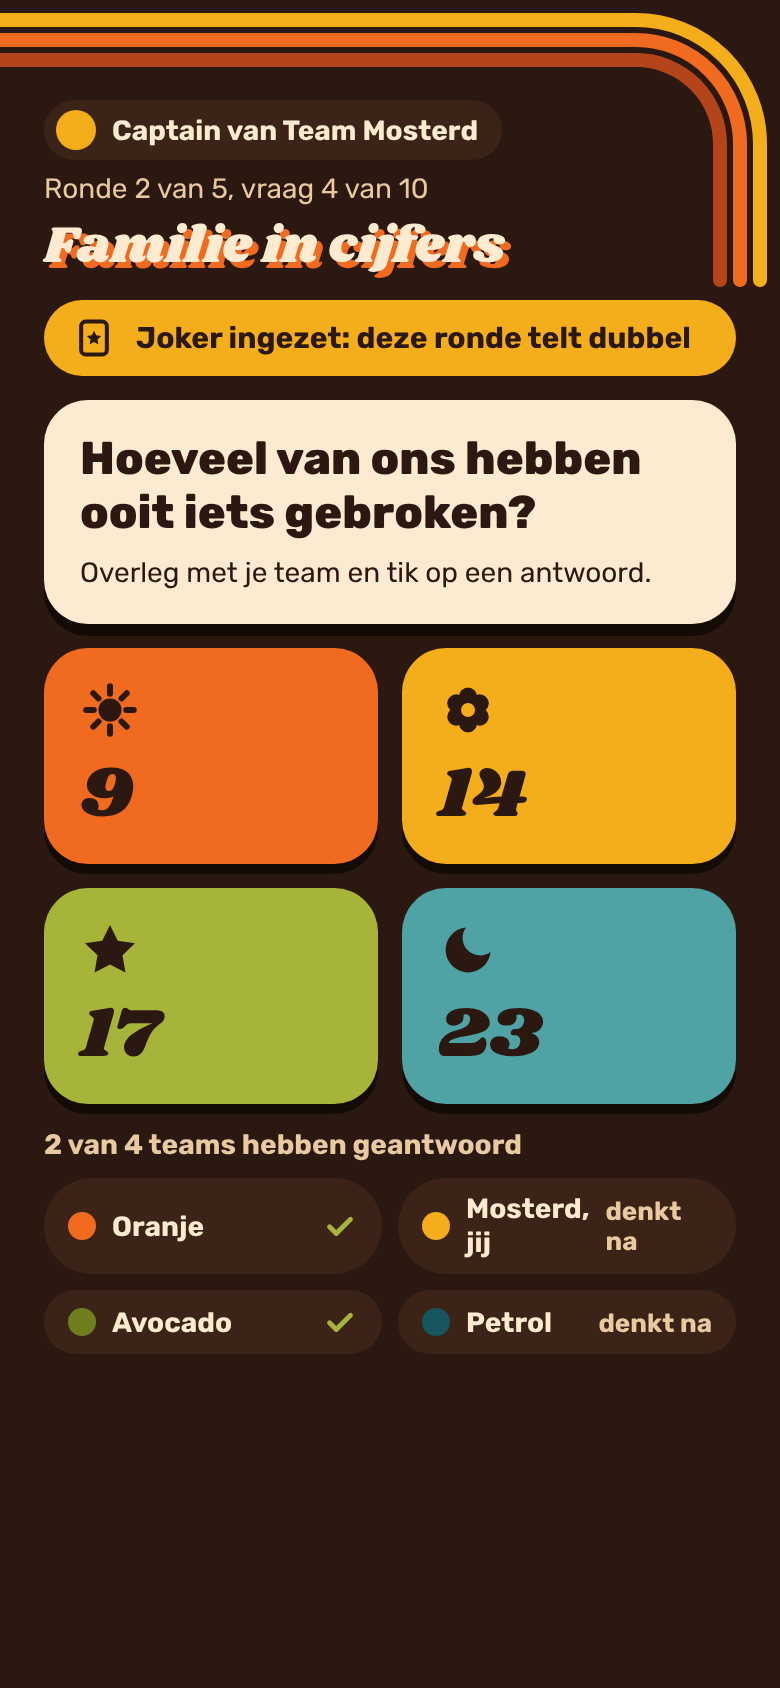 Captain van Team Mosterd
Ronde 2 van 5, vraag 4 van 10
Familie in cijfers
Joker ingezet: deze ronde telt dubbel
Hoeveel van ons hebben
ooit iets gebroken?
Overleg met je team en tik op een antwoord.
9
14
17
23
2 van 4 teams hebben geantwoord
Oranje
Mosterd,
jij
denkt
na
Avocado
Petrol
denkt na